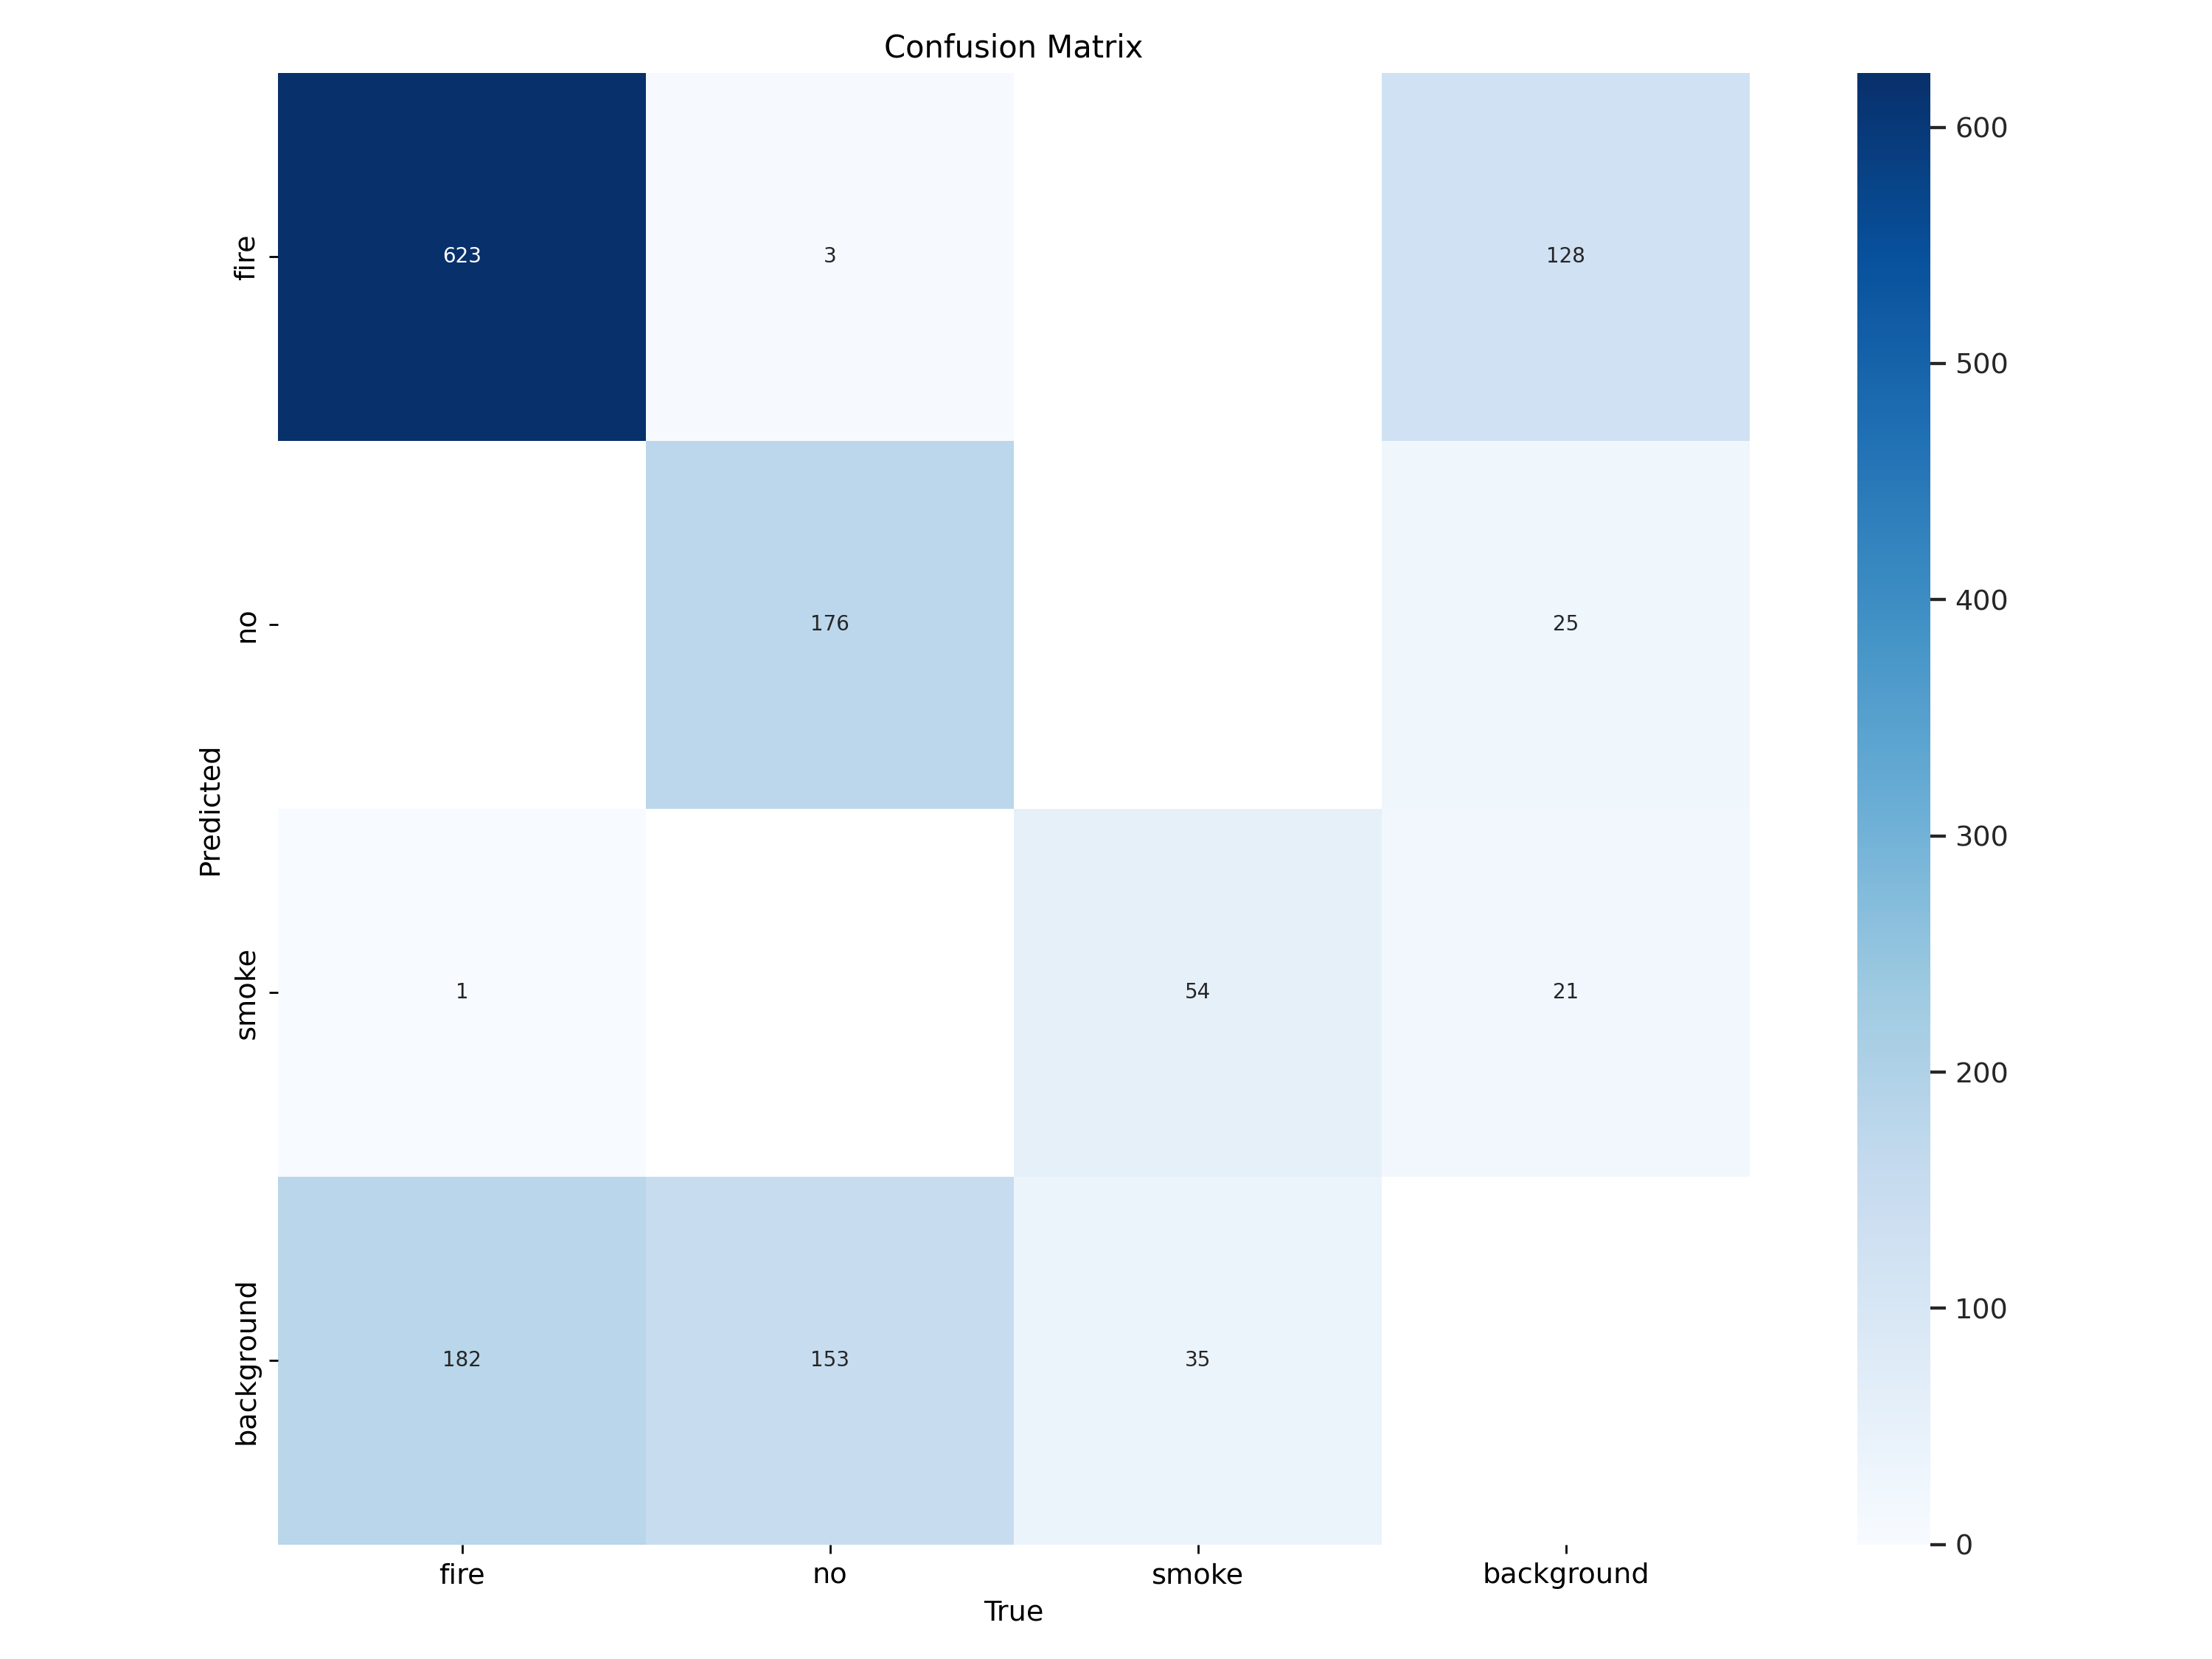 Confusion Matrix
fire
623
3
128
no
176
25
smoke
1
54
21
background
182
153
35
Predicted
fire
no
smoke
background
True
600
500
400
300
200
100
0